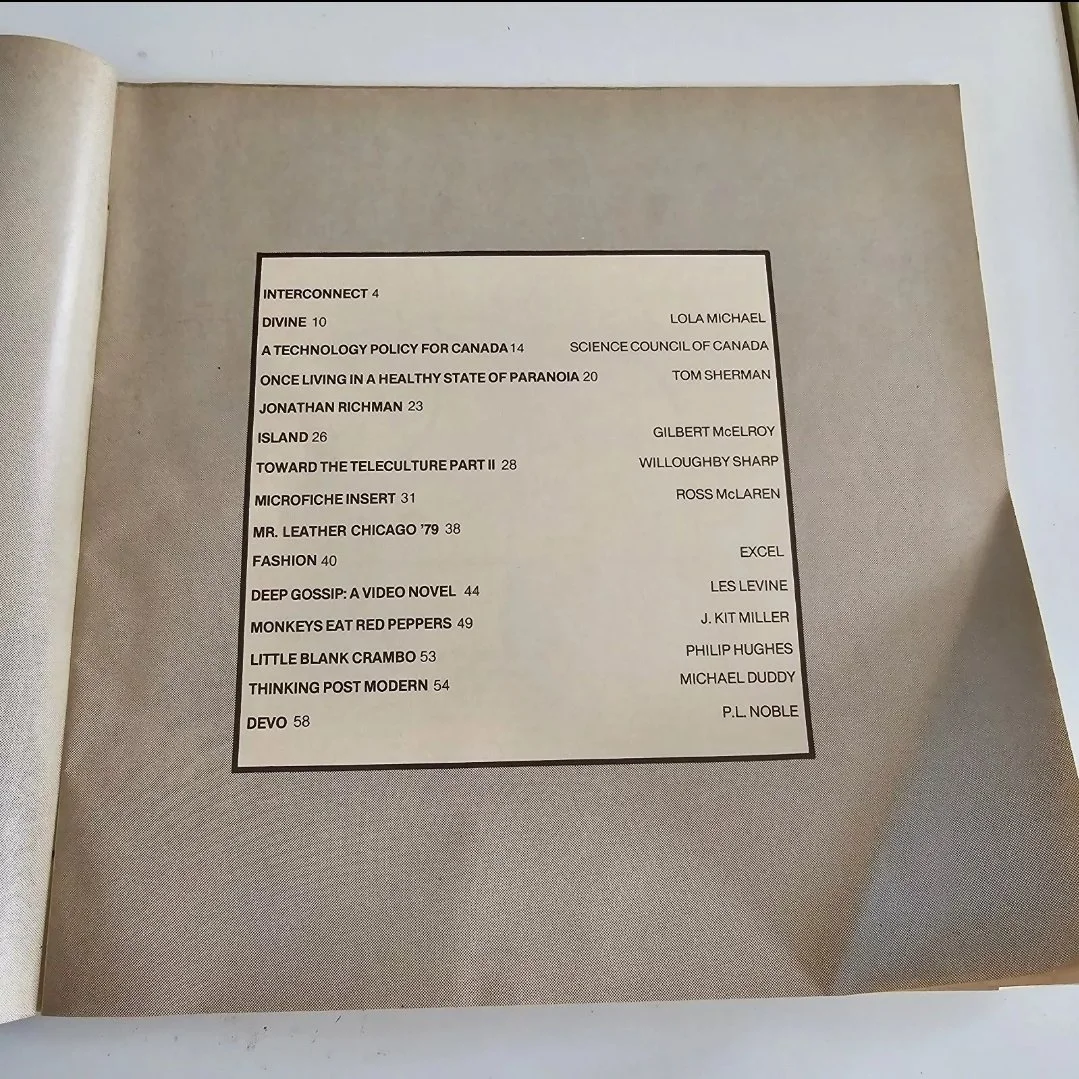 INTERCONNECT 4
DIVINE 10 LOLA MICHAEL
A TECHNOLOGY POLICY FOR CANADA 14 SCIENCE COUNCIL OF CANADA
ONCE LIVING IN A HEALTHY STATE OF PARANOIA 20 TOM SHERMAN
JONATHAN RICHMAN 23
ISLAND 26 GILBERT McELROY
TOWARD THE TELECULTURE PART II 28 WILLOUGHBY SHARP
MICROFICHE INSERT 31 ROSS McLAREN
MR. LEATHER CHICAGO '79 38
FASHION 40 EXCEL
DEEP GOSSIP: A VIDEO NOVEL 44 LES LEVINE
MONKEYS EAT RED PEPPERS 49 J. KIT MILLER
LITTLE BLANK CRAMBO 53 PHILIP HUGHES
THINKING POST MODERN 54 MICHAEL DUDDY
DEVO 58 P.L. NOBLE